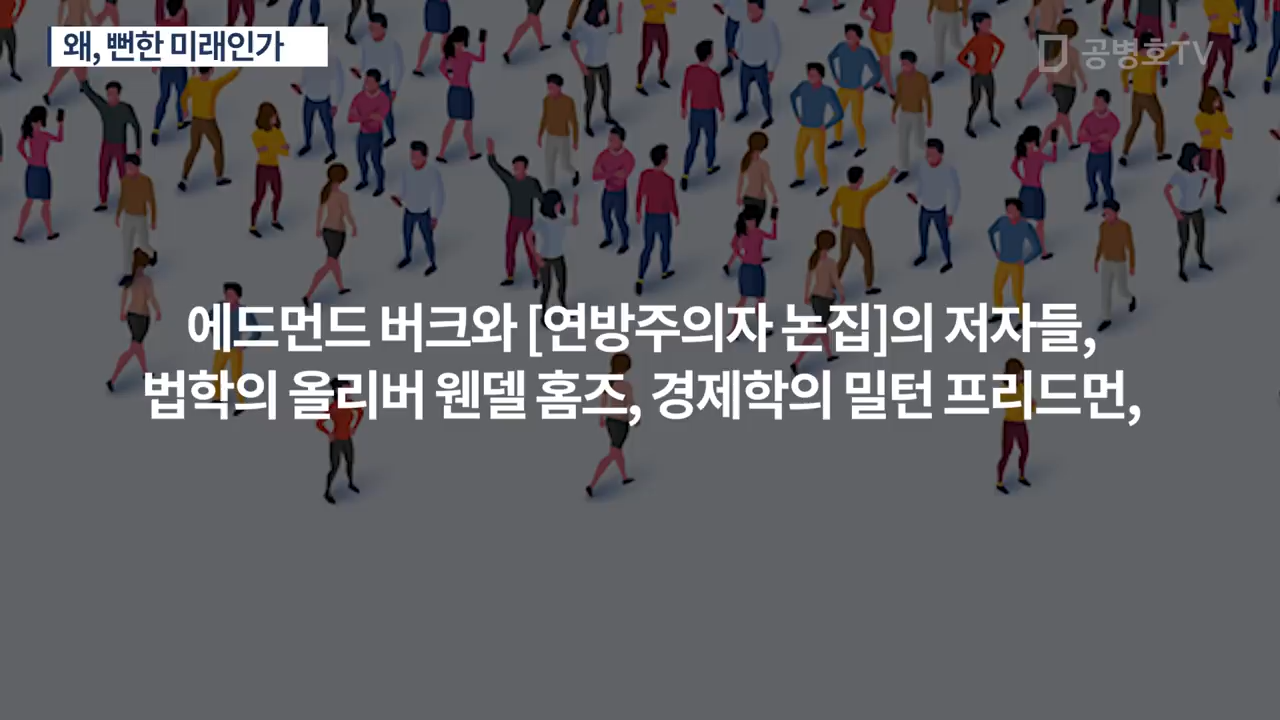 왜, 뻔한 미래인가
공병호TV
에드먼드 버크와 [연방주의자 논집]의 저자들,
법학의 올리버 웬델 홈즈, 경제학의 밀턴 프리드먼,